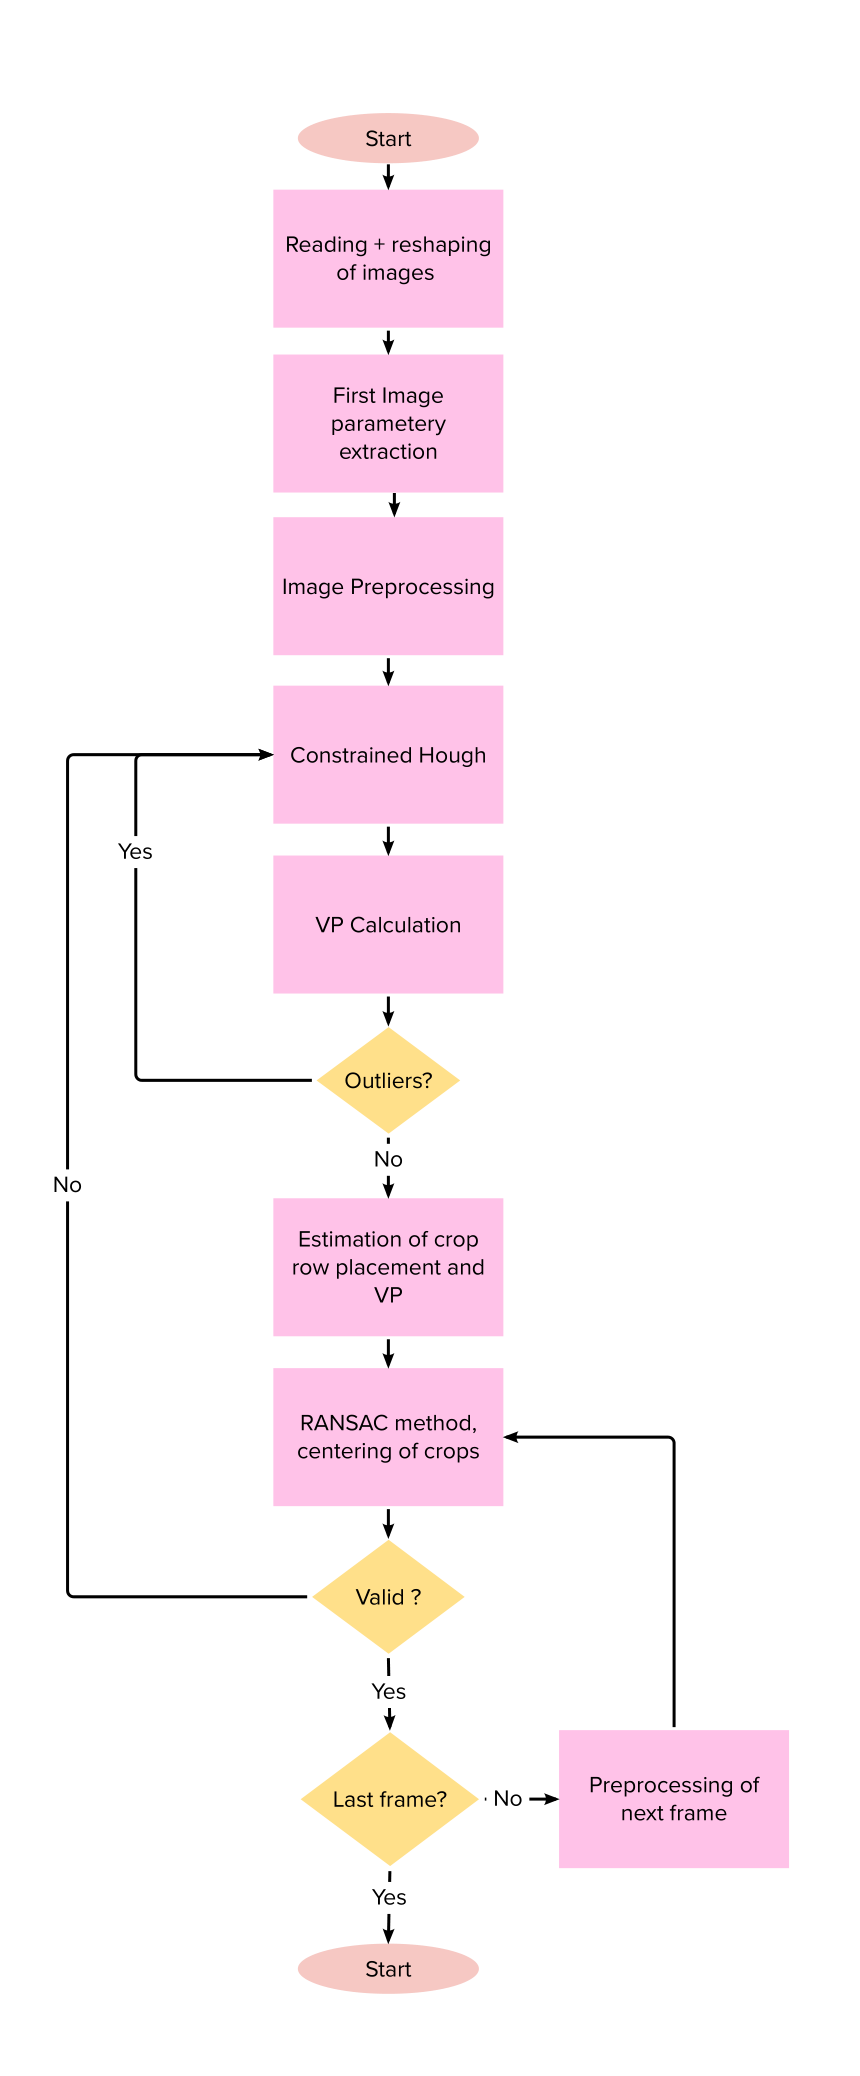 Start
Reading + reshaping
of images
First Image
parametery
extraction
Image Preprocessing
Constrained Hough
Yes
VP Calculation
Outliers?
No
No
Estimation of crop
row placement and
VP
RANSAC method,
centering of crops
Valid ?
Yes
Last frame?
No
Preprocessing of
next frame
Yes
Start